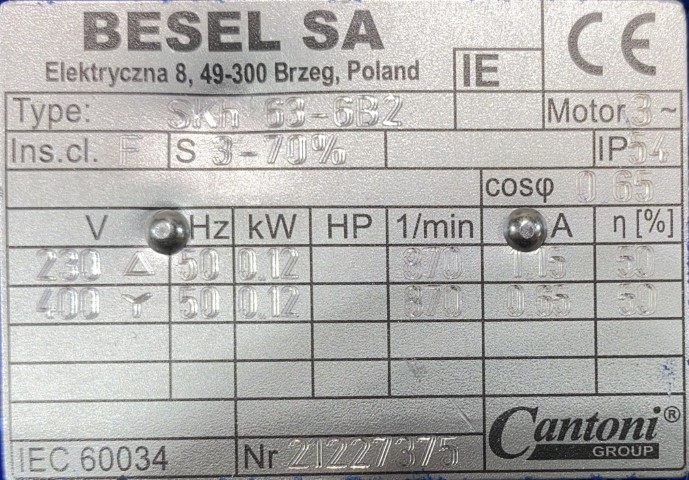 BESEL SA
Elektryczna 8, 49-300 Brzeg, Poland
IE
CE
Type: SKh 63-6B2 Motor.3~
Ins.cl. F S 3-70% IP54
cosφ 0.65
V Hz kW HP 1/min A η [%]
230 Δ 50 0.12 870 1.15 50
400 Y 50 0.12 870 0.65 50
IEC 60034 Nr 21227375
Cantoni®
GROUP